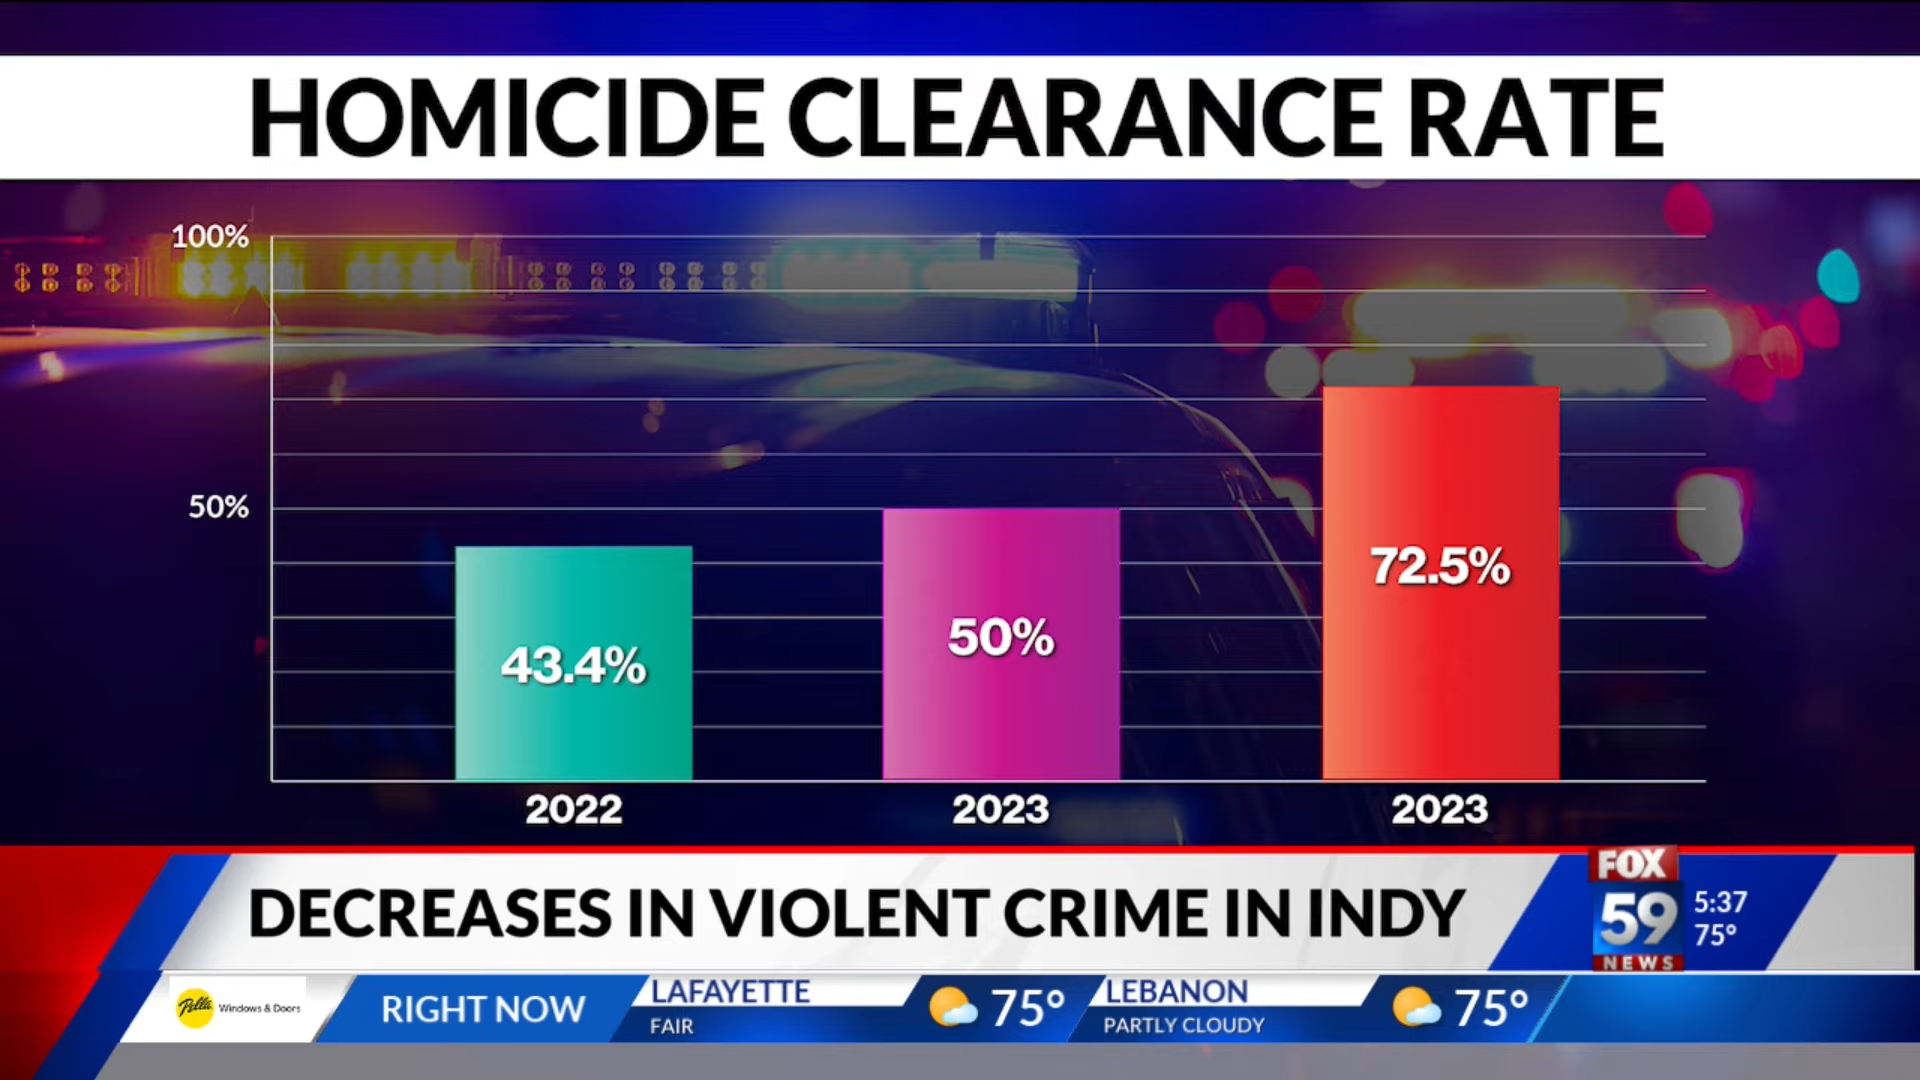 HOMICIDE CLEARANCE RATE
100%
50%
43.4%
50%
72.5%
2022
2023
2023
DECREASES IN VIOLENT CRIME IN INDY
FOX
59
NEWS
5:37
75°
Pella Windows & Doors
RIGHT NOW
LAFAYETTE
FAIR
75°
LEBANON
PARTLY CLOUDY
75°